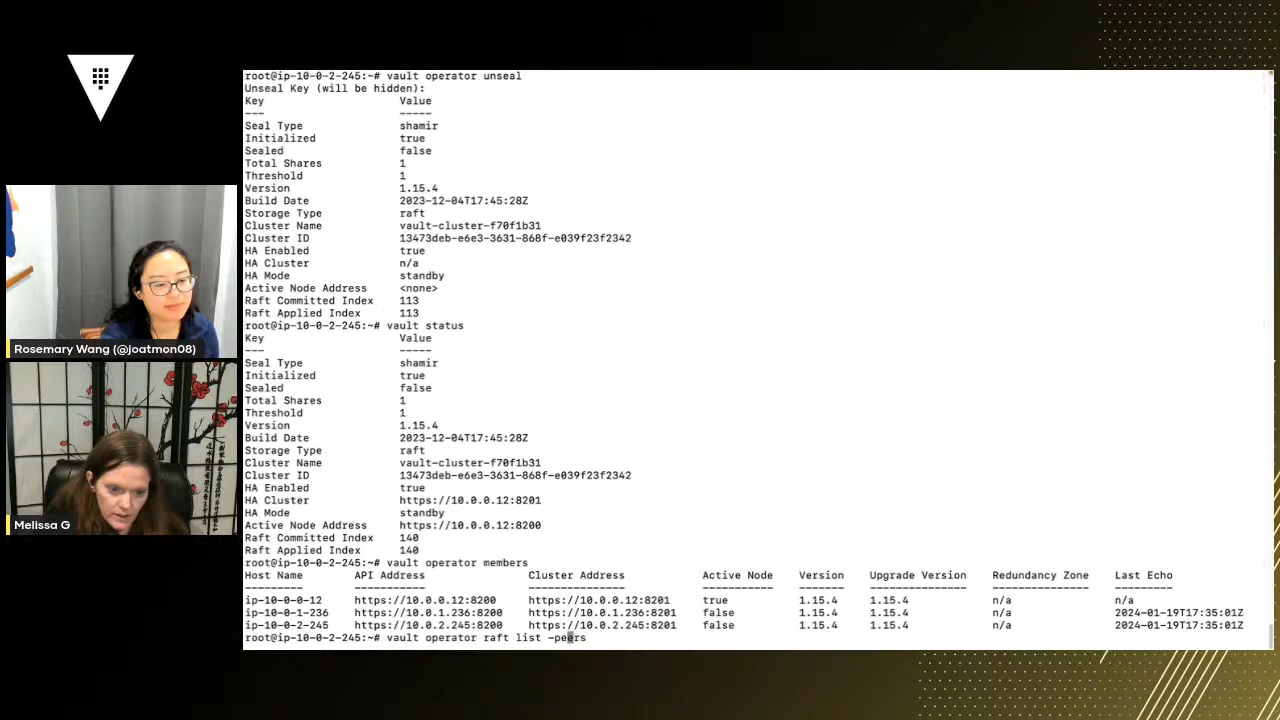 root@ip-10-0-2-245:~# vault operator unseal
Unseal Key (will be hidden):
Key Value
--- -----
Seal Type shamir
Initialized true
Sealed false
Total Shares 1
Threshold 1
Version 1.15.4
Build Date 2023-12-04T17:45:28Z
Storage Type raft
Cluster Name vault-cluster-f70f1b31
Cluster ID 13473deb-e6e3-3631-868f-e039f23f2342
HA Enabled true
HA Cluster n/a
HA Mode standby
Active Node Address <none>
Raft Committed Index 113
Raft Applied Index 113
root@ip-10-0-2-245:~# vault status
Key Value
--- -----
Seal Type shamir
Initialized true
Sealed false
Total Shares 1
Threshold 1
Version 1.15.4
Build Date 2023-12-04T17:45:28Z
Storage Type raft
Cluster Name vault-cluster-f70f1b31
Cluster ID 13473deb-e6e3-3631-868f-e039f23f2342
HA Enabled true
HA Cluster https://10.0.0.12:8201
HA Mode standby
Active Node Address https://10.0.0.12:8200
Raft Committed Index 140
Raft Applied Index 140
root@ip-10-0-2-245:~# vault operator members
Host Name API Address Cluster Address Active Node Version Upgrade Version Redundancy Zone Last Echo
--------- ----------- --------------- ----------- ------- --------------- --------------- ---------
ip-10-0-0-12 https://10.0.0.12:8200 https://10.0.0.12:8201 true 1.15.4 1.15.4 n/a n/a
ip-10-0-1-236 https://10.0.1.236:8200 https://10.0.1.236:8201 false 1.15.4 1.15.4 n/a 2024-01-19T17:35:01Z
ip-10-0-2-245 https://10.0.2.245:8200 https://10.0.2.245:8201 false 1.15.4 1.15.4 n/a 2024-01-19T17:35:01Z
root@ip-10-0-2-245:~# vault operator raft list -peers
Rosemary Wang (@joatmon08)
Melissa G